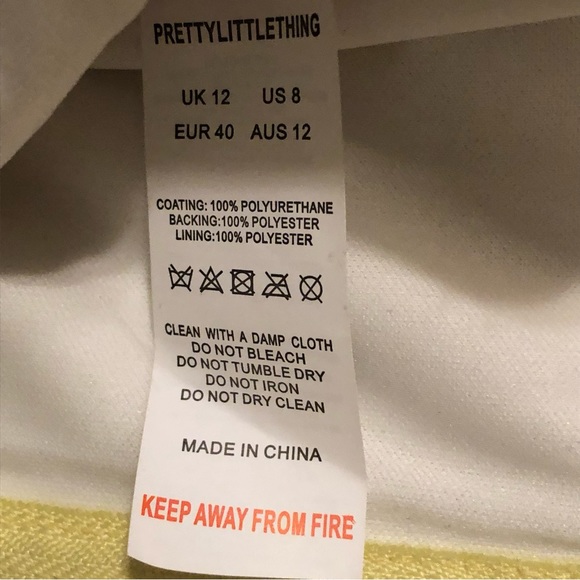 PRETTYLITTLETHING
UK 12 US 8
EUR 40 AUS 12
COATING: 100% POLYURETHANE
BACKING:100% POLYESTER
LINING:100% POLYESTER
CLEAN WITH A DAMP CLOTH
DO NOT BLEACH
DO NOT TUMBLE DRY
DO NOT IRON
DO NOT DRY CLEAN
MADE IN CHINA
KEEP AWAY FROM FIRE